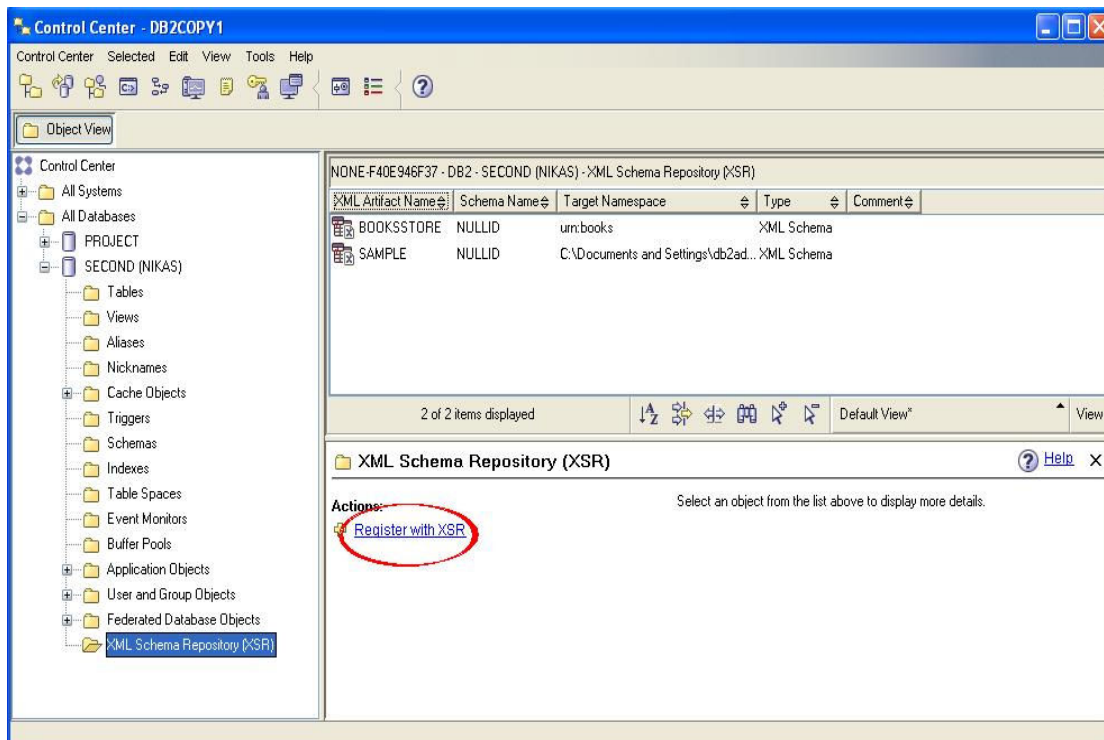 Control Center - DB2COPY1
Control Center Selected Edit View Tools Help
Object View
Control Center
All Systems
All Databases
PROJECT
SECOND (NIKAS)
Tables
Views
Aliases
Nicknames
Cache Objects
Triggers
Schemas
Indexes
Table Spaces
Event Monitors
Buffer Pools
Application Objects
User and Group Objects
Federated Database Objects
XML Schema Repository (XSR)
NONE-F40E946F37 - DB2 - SECOND (NIKAS) - XML Schema Repository (XSR)
XML Artifact Name Schema Name Target Namespace Type Comment
BOOKSSTORE NULLID urn:books XML Schema
SAMPLE NULLID C:\Documents and Settings\db2ad... XML Schema
2 of 2 items displayed Default View* View
XML Schema Repository (XSR) Help X
Actions:
Select an object from the list above to display more details.
Register with XSR